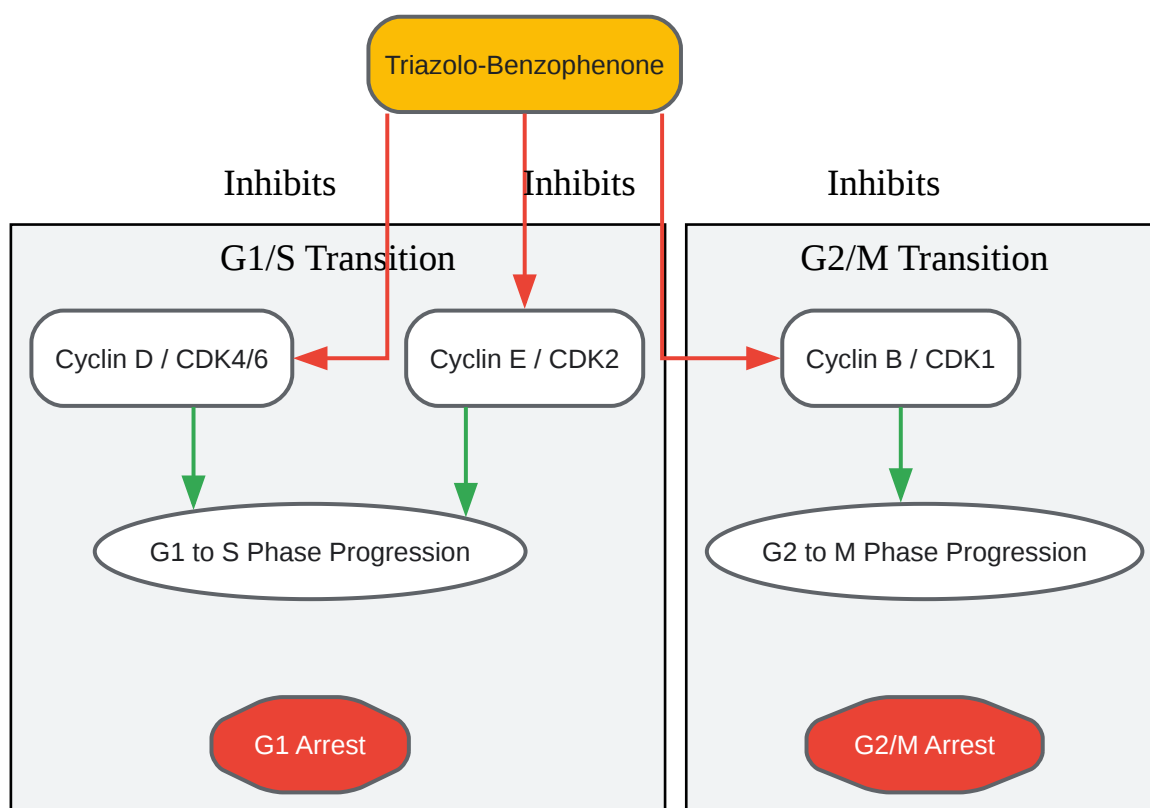 Triazolo-Benzophenone
Inhibits
Inhibits
Inhibits
G1/S Transition
G2/M Transition
Cyclin D / CDK4/6
Cyclin E / CDK2
Cyclin B / CDK1
G1 to S Phase Progression
G2 to M Phase Progression
G1 Arrest
G2/M Arrest